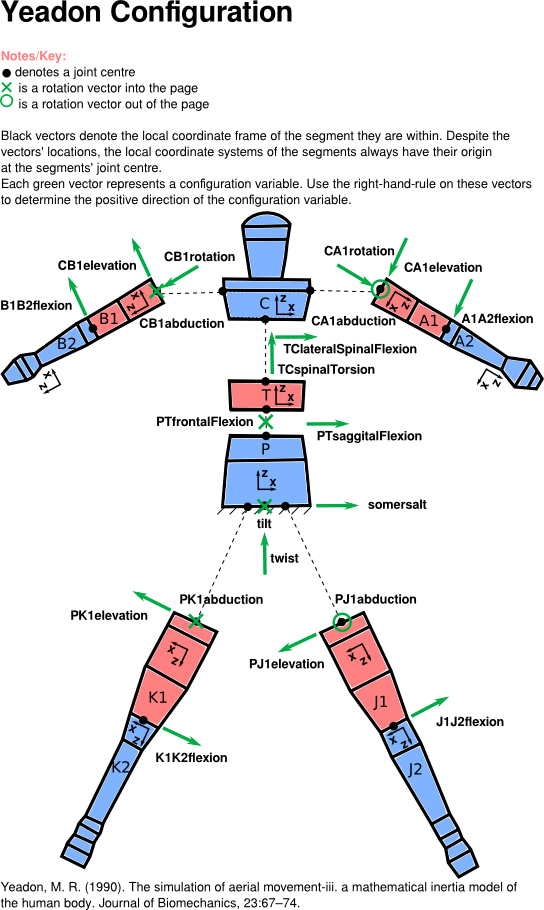 Yeadon Configuration
Notes/Key:
denotes a joint centre
is a rotation vector into the page
is a rotation vector out of the page
Black vectors denote the local coordinate frame of the segment they are within. Despite the
vectors' locations, the local coordinate systems of the segments always have their origin
at the segments' joint centre.
Each green vector represents a configuration variable. Use the right-hand-rule on these vectors
to determine the positive direction of the configuration variable.
CB1rotation
CA1rotation
CB1elevation
CA1elevation
B1B2flexion
B1
x
z
C
z
x
x
z
A1
A1A2flexion
CB1abduction
CA1abduction
B2
A2
x
z
x
z
TClateralSpinalFlexion
TCspinalTorsion
T
z
x
PTfrontalFlexion
PTsaggitalFlexion
P
z
x
somersalt
tilt
twist
PK1abduction
PJ1abduction
PK1elevation
PJ1elevation
x
z
x
z
K1
J1
J1J2flexion
x
z
x
z
K1K2flexion
K2
J2
Yeadon, M. R. (1990). The simulation of aerial movement-iii. a mathematical inertia model of
the human body. Journal of Biomechanics, 23:67–74.